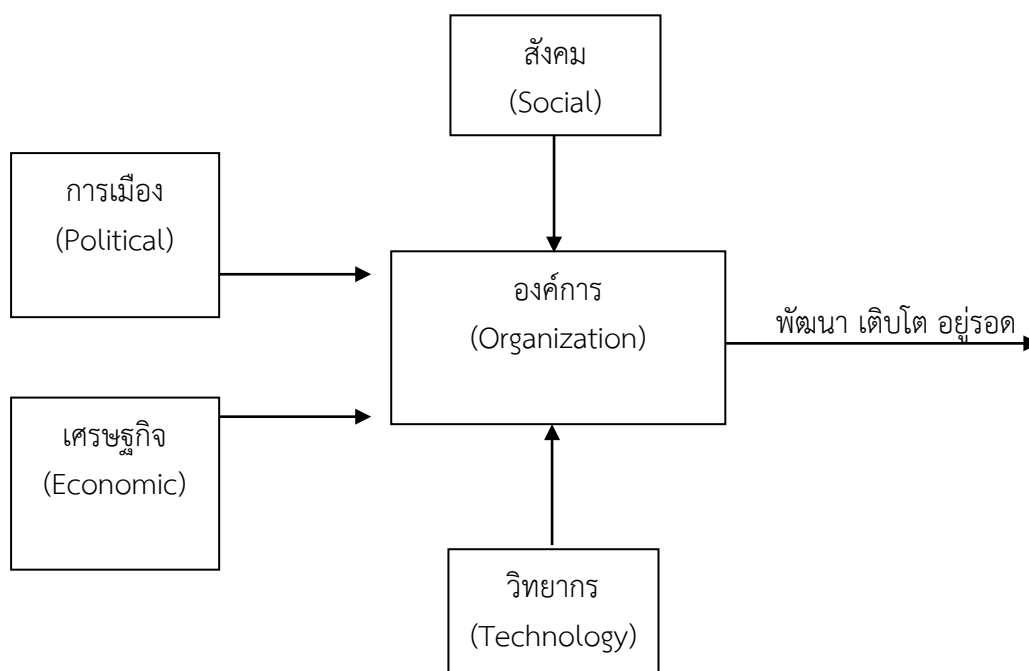 สังคม
(Social)
การเมือง
(Political)
องค์การ
(Organization)
พัฒนา เติบโต อยู่รอด
เศรษฐกิจ
(Economic)
วิทยากร
(Technology)